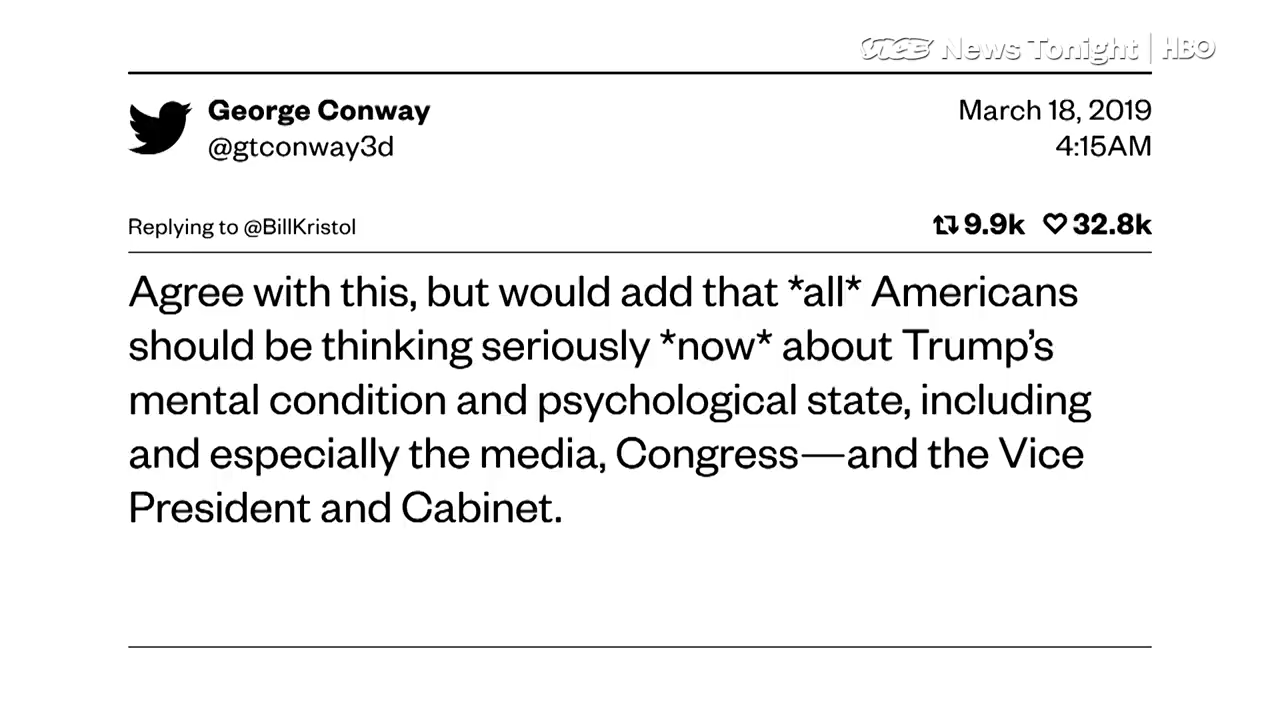 VICE News Tonight | HBO
George Conway
March 18, 2019
@gtconway3d
4:15AM
Replying to @BillKristol
9.9k 32.8k
Agree with this, but would add that *all* Americans
should be thinking seriously *now* about Trump’s
mental condition and psychological state, including
and especially the media, Congress—and the Vice
President and Cabinet.